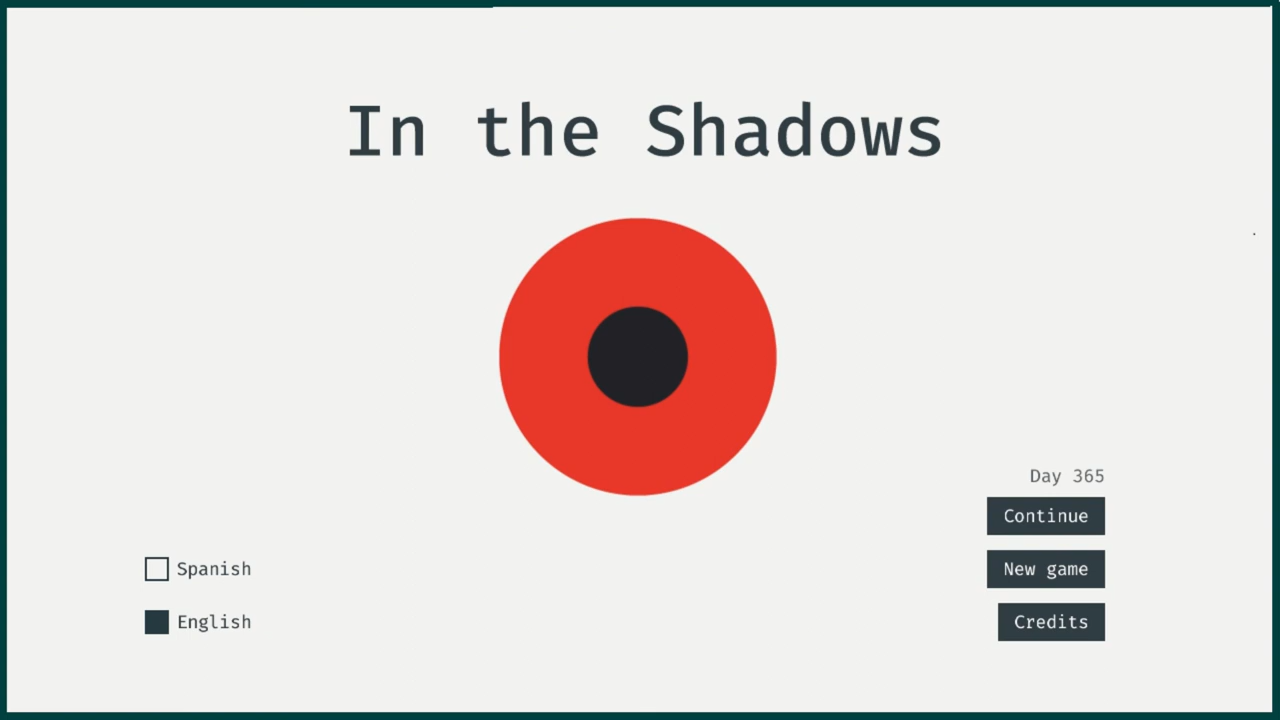 In the Shadows
Day 365
Continue
Spanish
New game
English
Credits